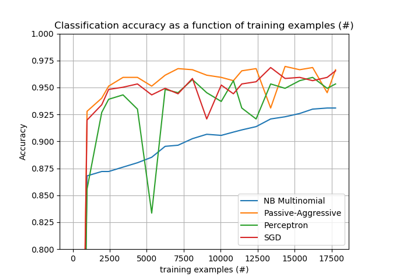 Classification accuracy as a function of training examples (#)
1.000
0.975
0.950
0.925
0.900
0.875
0.850
0.825
0.800
Accuracy
NB Multinomial
Passive-Aggressive
Perceptron
SGD
0 2500 5000 7500 10000 12500 15000 17500
training examples (#)